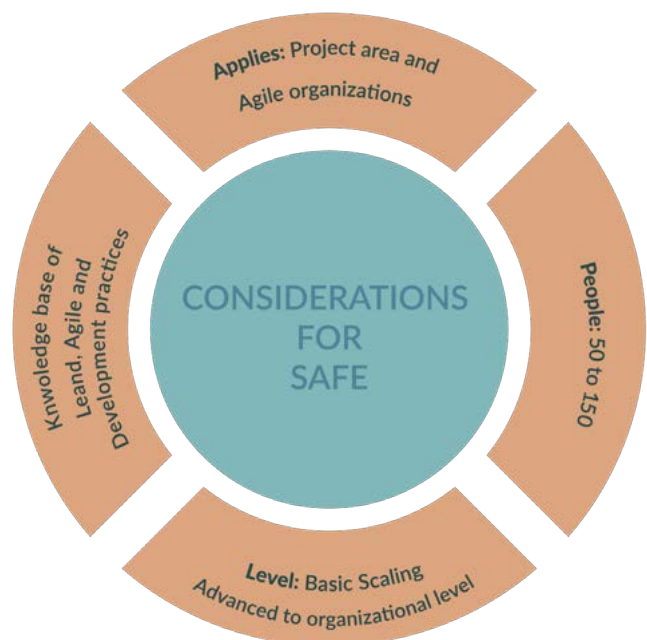 Applies: Project area and
Agile organizations
People: 50 to 150
Level: Basic Scaling
Advanced to organizational level
Knwoledge base of
Leand, Agile and
Development practices
CONSIDERATIONS
FOR
SAFE